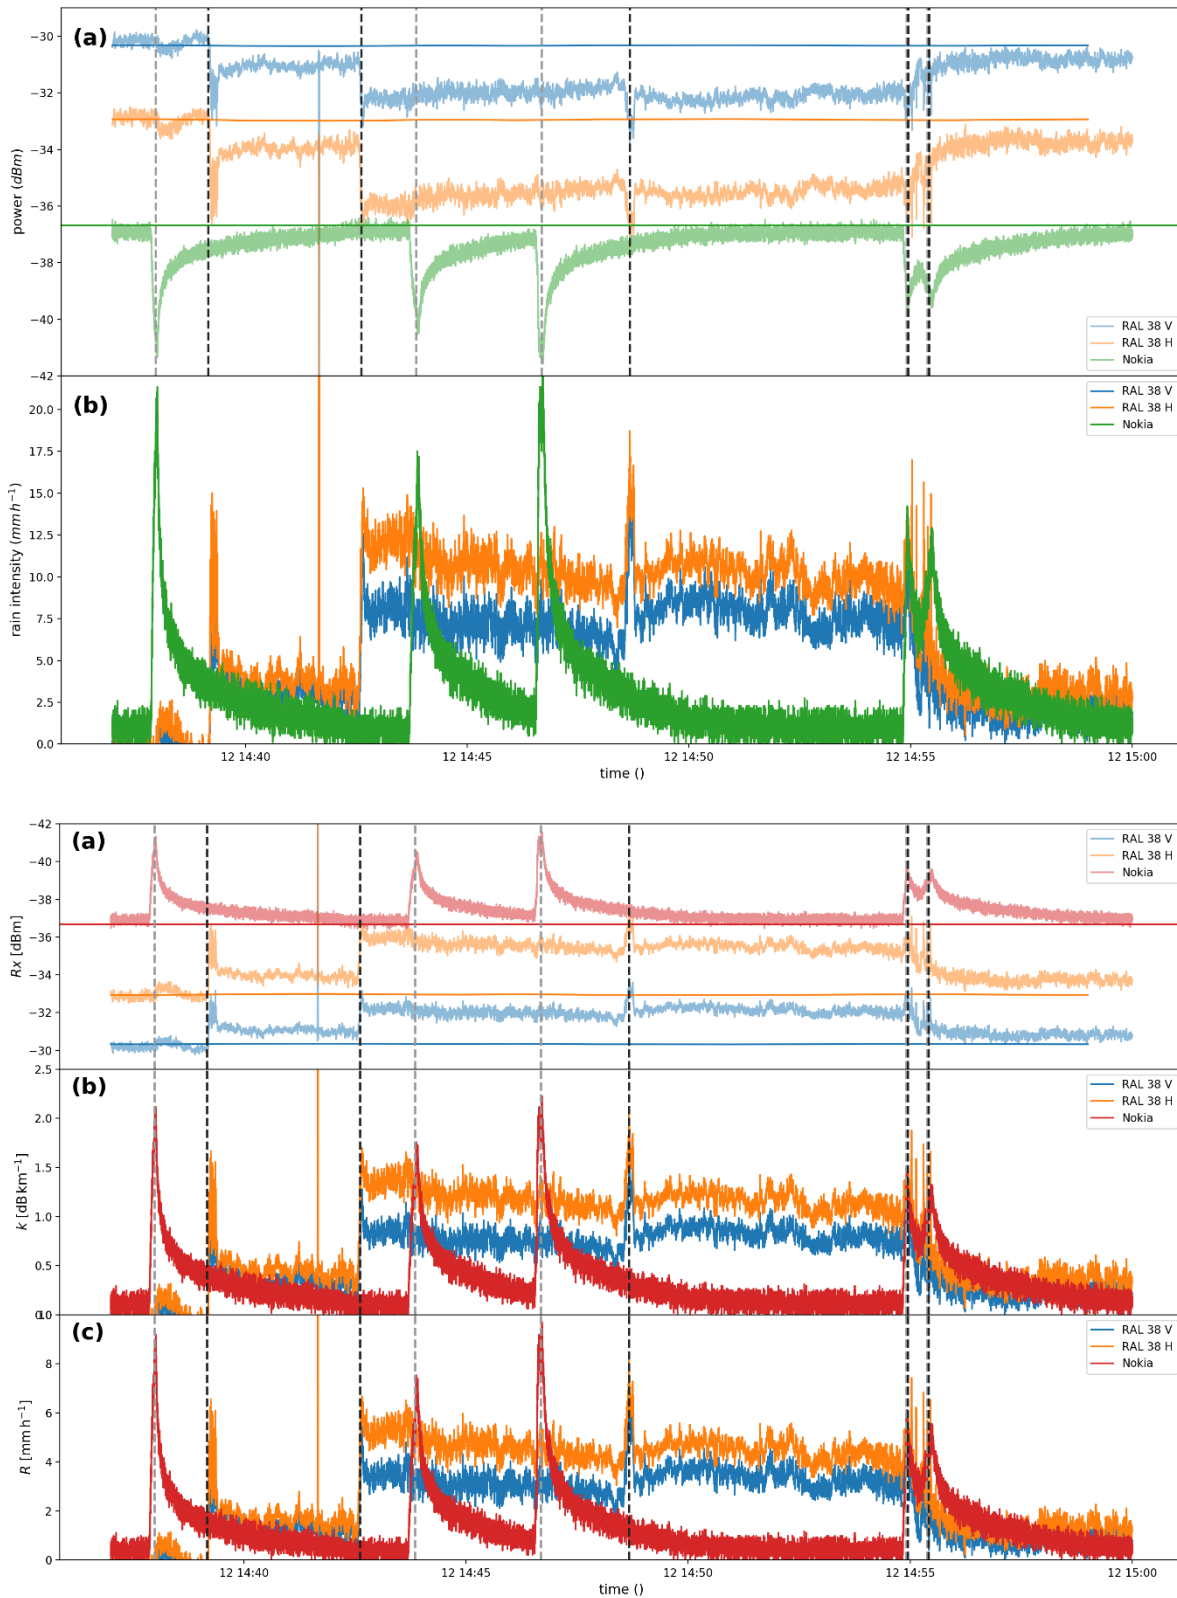 (a)
−30
−32
−34
−36
−38
−40
−42
power (dBm)
RAL 38 V
RAL 38 H
Nokia
(b)
20.0
17.5
15.0
12.5
10.0
7.5
5.0
2.5
0.0
rain intensity (mm h−1)
RAL 38 V
RAL 38 H
Nokia
12 14:40
12 14:45
12 14:50
12 14:55
12 15:00
time ()
(a)
−42
−40
−38
−36
−34
−32
−30
Rx [dBm]
RAL 38 V
RAL 38 H
Nokia
(b)
2.5
2.0
1.5
1.0
0.5
k [dB km−1]
RAL 38 V
RAL 38 H
Nokia
(c)
8
6
4
2
0
R [mm h−1]
RAL 38 V
RAL 38 H
Nokia
12 14:40
12 14:45
12 14:50
12 14:55
12 15:00
time ()